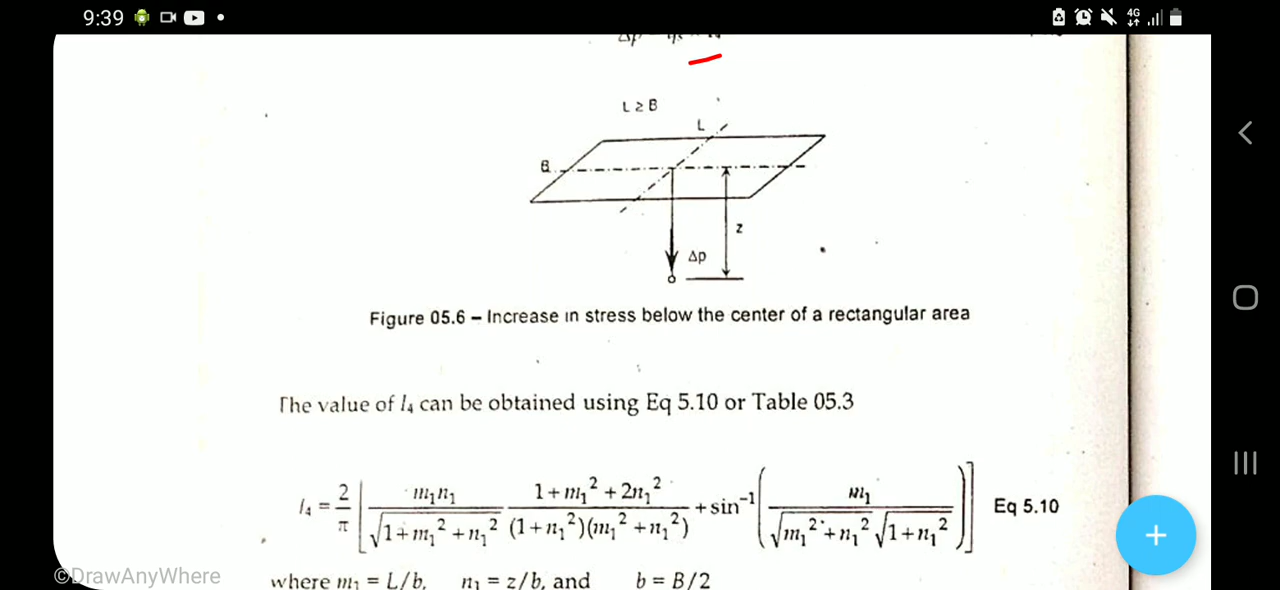 9:39
4G
L ≥ B
L
B
z
Δp
Figure 05.6 – Increase in stress below the center of a rectangular area
The value of I₄ can be obtained using Eq 5.10 or Table 05.3
I₄ = 2/π [ m₁n₁/√(1+m₁²+n₁²) (1+m₁²+2n₁²)/((1+n₁²)(m₁²+n₁²)) + sin⁻¹( m₁/(√(m₁²+n₁²) √(1+n₁²)) ) ] Eq 5.10
where m₁ = L/b, n₁ = z/b, and b = B/2
©DrawAnyWhere